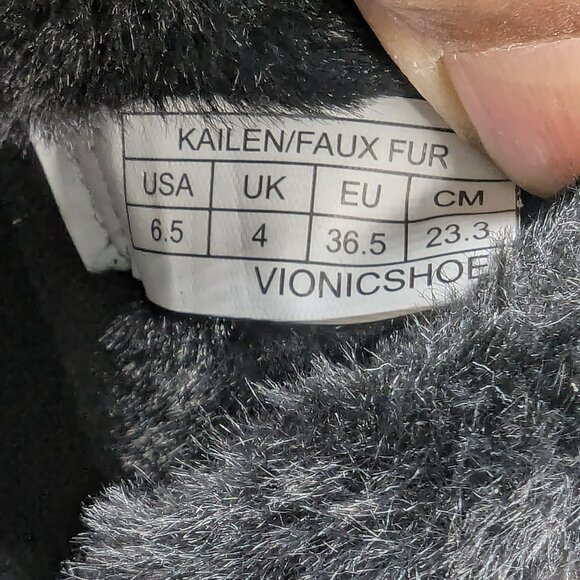 KAILEN/FAUX FUR
USA UK EU CM
6.5 4 36.5 23.3
VIONICSHOE